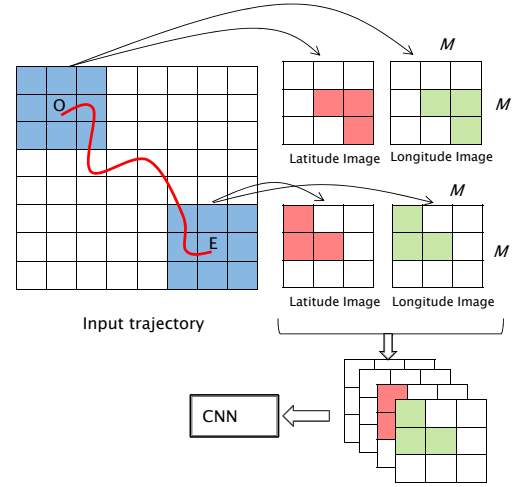 M
O
M
Latitude Image
Longitude Image
M
E
M
Latitude Image
Longitude Image
Input trajectory
CNN